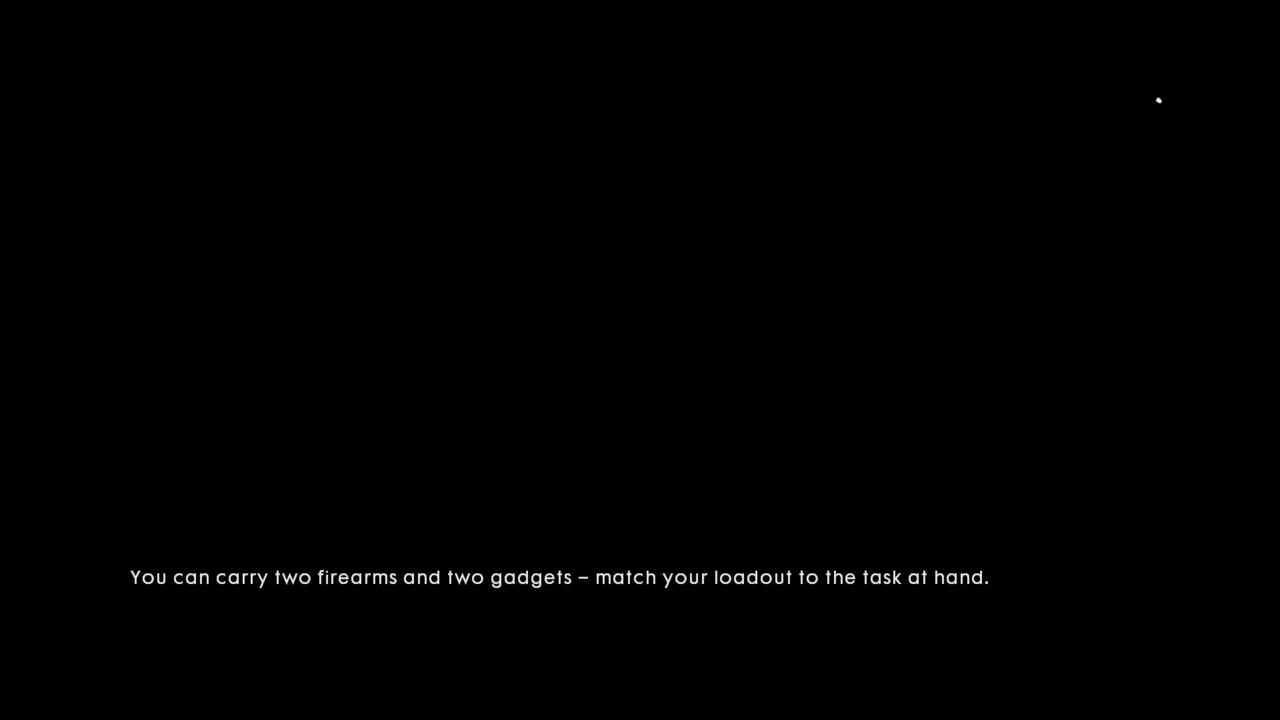 You can carry two firearms and two gadgets – match your loadout to the task at hand.